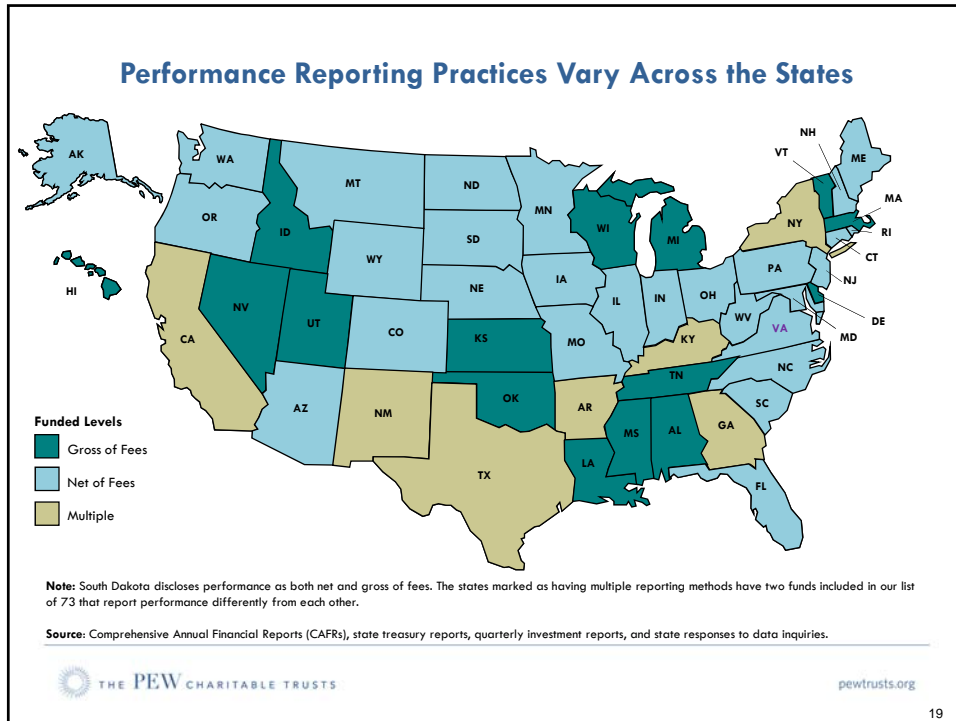 Performance Reporting Practices Vary Across the States
AK
WA
MT
ND
MN
NH
VT
ME
OR
ID
WY
SD
WI
MI
NY
MA
RI
CT
HI
NV
UT
CO
NE
IA
IL
IN
OH
PA
NJ
WV
VA
DE
MD
CA
KS
MO
KY
NC
AZ
NM
OK
AR
TN
SC
TX
LA
MS
AL
GA
FL
Funded Levels
Gross of Fees
Net of Fees
Multiple
Note: South Dakota discloses performance as both net and gross of fees. The states marked as having multiple reporting methods have two funds included in our list
of 73 that report performance differently from each other.
Source: Comprehensive Annual Financial Reports (CAFRs), state treasury reports, quarterly investment reports, and state responses to data inquiries.
THE PEW CHARITABLE TRUSTS
pewtrusts.org
19